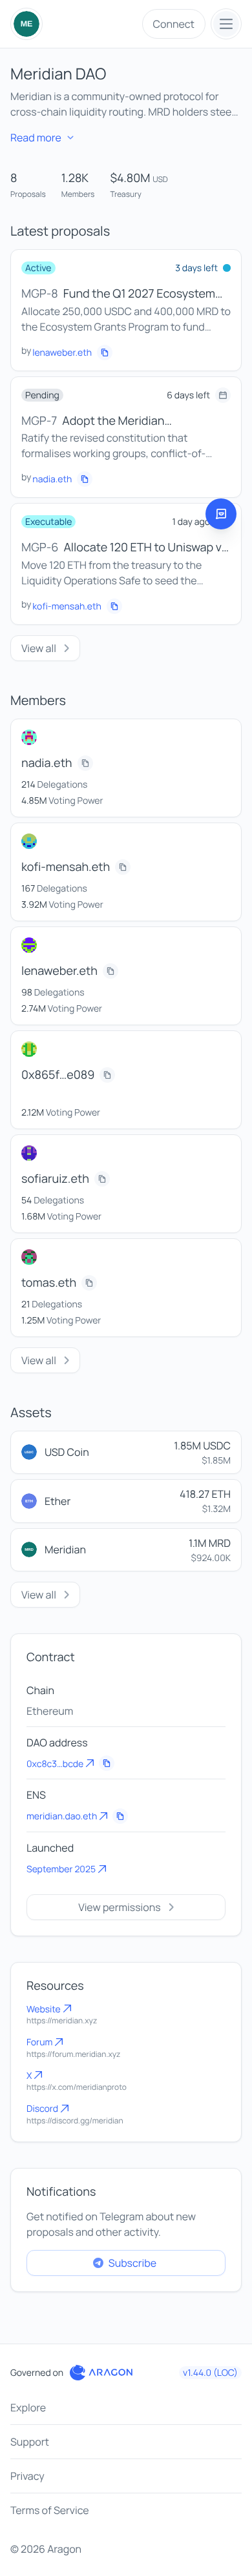 ME
Connect
Meridian DAO
Meridian is a community-owned protocol for
cross-chain liquidity routing. MRD holders stee...
Read more
8
1.28K
$4.80M USD
Proposals
Members
Treasury
Latest proposals
Active
3 days left
MGP-8 Fund the Q1 2027 Ecosystem...
Allocate 250,000 USDC and 400,000 MRD to
the Ecosystem Grants Program to fund...
by lenaweber.eth
Pending
6 days left
MGP-7 Adopt the Meridian...
Ratify the revised constitution that
formalises working groups, conflict-of-...
by nadia.eth
Executable
1 day ago
MGP-6 Allocate 120 ETH to Uniswap v...
Move 120 ETH from the treasury to the
Liquidity Operations Safe to seed the...
by kofi-mensah.eth
View all
Members
nadia.eth
214 Delegations
4.85M Voting Power
kofi-mensah.eth
167 Delegations
3.92M Voting Power
lenaweber.eth
98 Delegations
2.74M Voting Power
0x865f...e089
2.12M Voting Power
sofiaruiz.eth
54 Delegations
1.68M Voting Power
tomas.eth
21 Delegations
1.25M Voting Power
View all
Assets
USD Coin
1.85M USDC
$1.85M
Ether
418.27 ETH
$1.32M
Meridian
1.1M MRD
$924.00K
View all
Contract
Chain
Ethereum
DAO address
0xc8c3...bcde
ENS
meridian.dao.eth
Launched
September 2025
View permissions
Resources
Website
https://meridian.xyz
Forum
https://forum.meridian.xyz
X
https://x.com/meridianproto
Discord
https://discord.gg/meridian
Notifications
Get notified on Telegram about new
proposals and other activity.
Subscribe
Governed on ARAGON
v1.44.0 (LOC)
Explore
Support
Privacy
Terms of Service
© 2026 Aragon